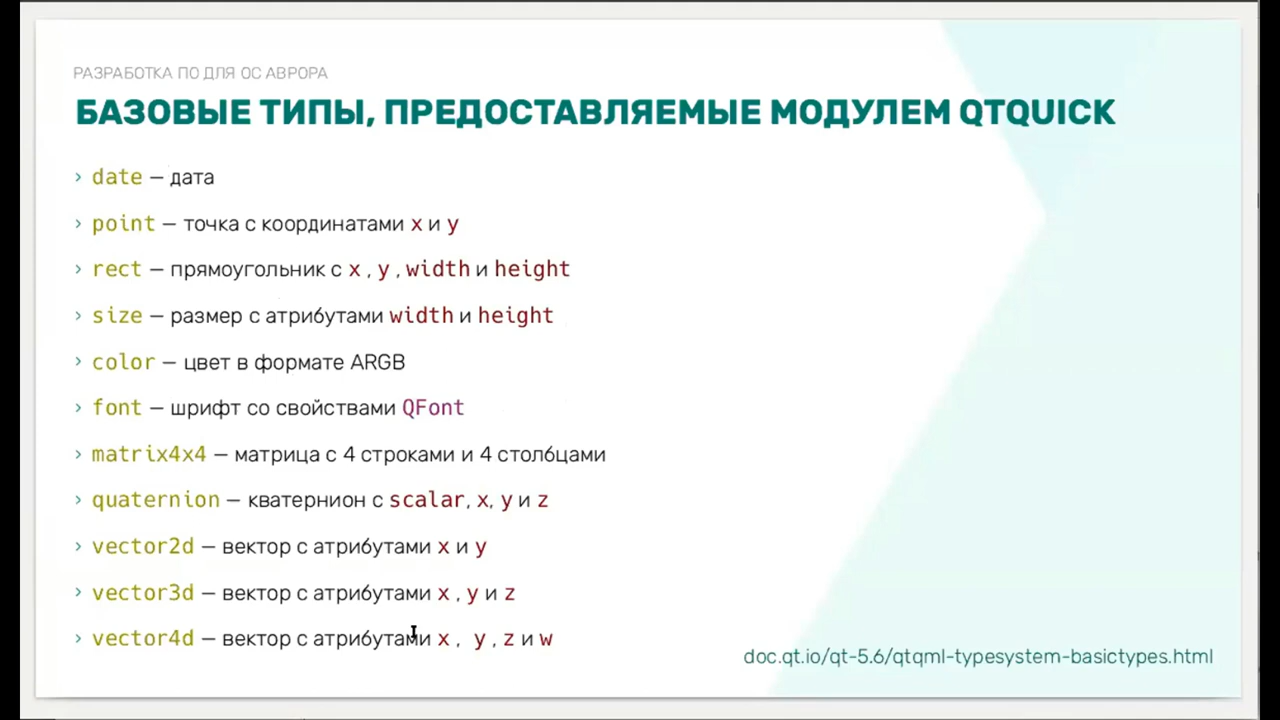 РАЗРАБОТКА ПО ДЛЯ ОС АВРОРА
БАЗОВЫЕ ТИПЫ, ПРЕДОСТАВЛЯЕМЫЕ МОДУЛЕМ QTQUICK
› date — дата
› point — точка с координатами x и y
› rect — прямоугольник с x , y , width и height
› size — размер с атрибутами width и height
› color — цвет в формате ARGB
› font — шрифт со свойствами QFont
› matrix4x4 — матрица с 4 строками и 4 столбцами
› quaternion — кватернион с scalar, x, y и z
› vector2d — вектор с атрибутами x и y
› vector3d — вектор с атрибутами x , y и z
› vector4d — вектор с атрибутами x , y , z и w
doc.qt.io/qt-5.6/qtqml-typesystem-basictypes.html